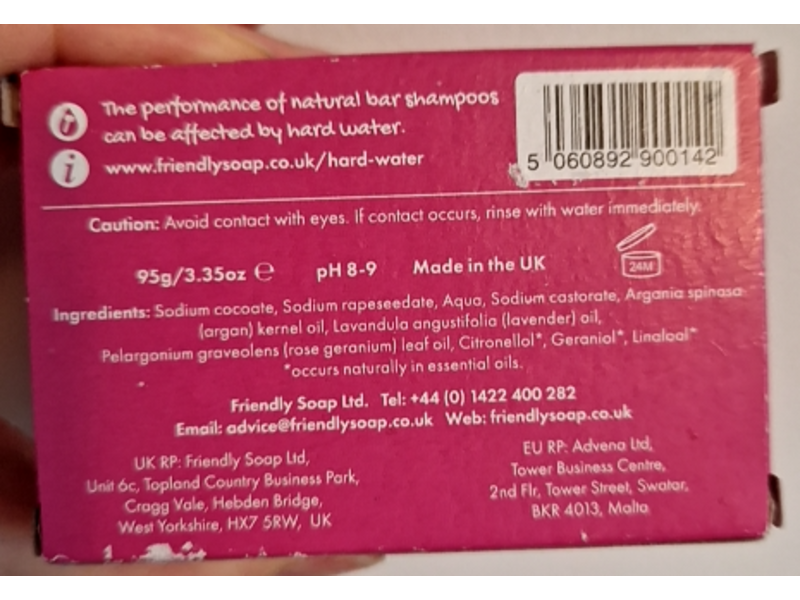 The performance of natural bar shampoos
can be affected by hard water.
i www.friendlysoap.co.uk/hard-water
5 060892 900142
Caution: Avoid contact with eyes. If contact occurs, rinse with water immediately.
95g/3.35oz ℮ pH 8-9 Made in the UK 24M
Ingredients: Sodium cocoate, Sodium rapeseedate, Aqua, Sodium castorate, Argania spinosa
(argan) kernel oil, Lavandula angustifolia (lavender) oil,
Pelargonium graveolens (rose geranium) leaf oil, Citronellol*, Geraniol*, Linalool*
*occurs naturally in essential oils.
Friendly Soap Ltd. Tel: +44 (0) 1422 400 282
Email: advice@friendlysoap.co.uk Web: friendlysoap.co.uk
UK RP: Friendly Soap Ltd,
Unit 6c, Topland Country Business Park,
Cragg Vale, Hebden Bridge,
West Yorkshire, HX7 5RW, UK
EU RP: Advena Ltd,
Tower Business Centre,
2nd Flr, Tower Street, Swatar,
BKR 4013, Malta